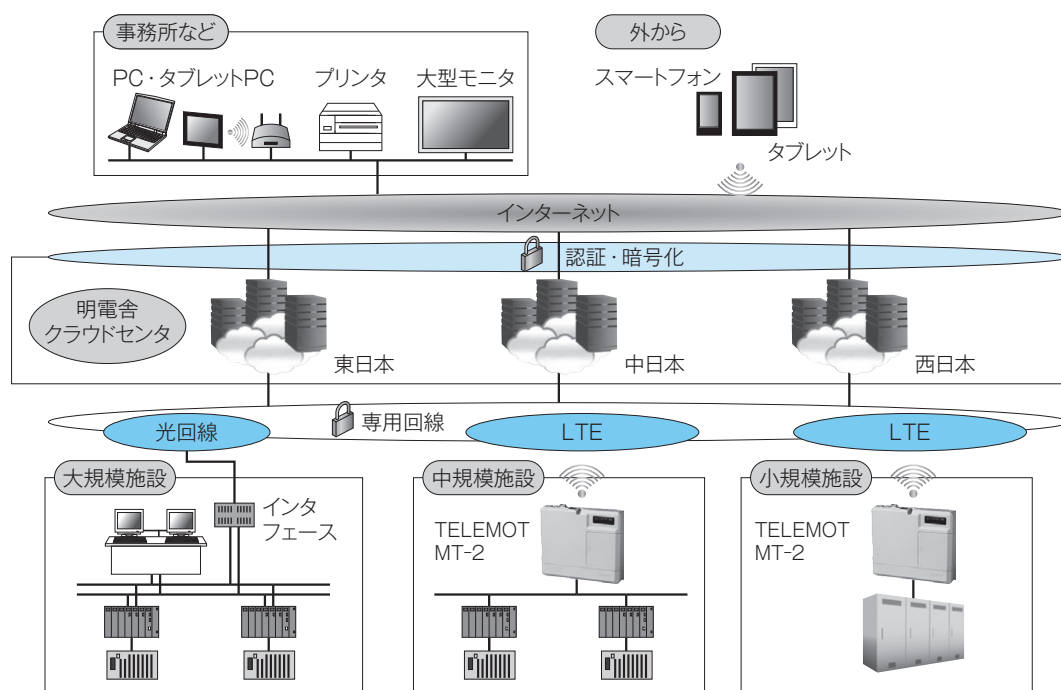 事務所など
外から
PC・タブレットPC
プリンタ
大型モニタ
スマートフォン
タブレット
インターネット
認証・暗号化
明電舎
クラウドセンタ
東日本
中日本
西日本
専用回線
光回線
LTE
LTE
大規模施設
中規模施設
小規模施設
インタ
フェース
TELEMOT
MT-2
TELEMOT
MT-2